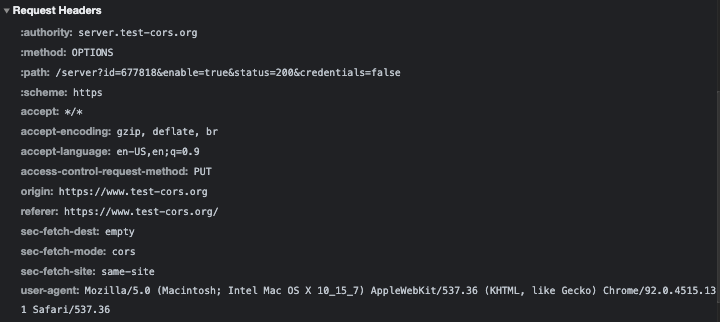 Request Headers
:authority: server.test-cors.org
:method: OPTIONS
:path: /server?id=677818&enable=true&status=200&credentials=false
:scheme: https
accept: */*
accept-encoding: gzip, deflate, br
accept-language: en-US,en;q=0.9
access-control-request-method: PUT
origin: https://www.test-cors.org
referer: https://www.test-cors.org/
sec-fetch-dest: empty
sec-fetch-mode: cors
sec-fetch-site: same-site
user-agent: Mozilla/5.0 (Macintosh; Intel Mac OS X 10_15_7) AppleWebKit/537.36 (KHTML, like Gecko) Chrome/92.0.4515.13
1 Safari/537.36